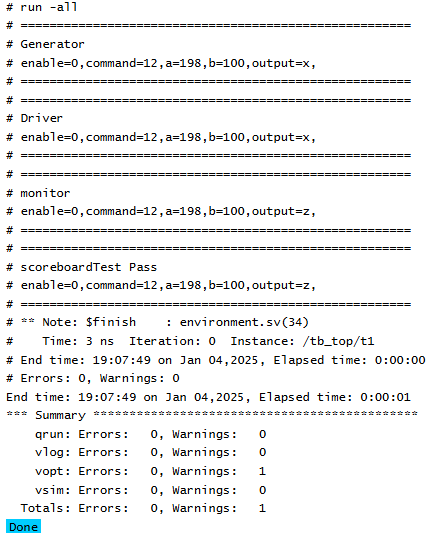 # run -all
# ======================================================
# Generator
# enable=0,command=12,a=198,b=100,output=x,
# ======================================================
# ======================================================
# Driver
# enable=0,command=12,a=198,b=100,output=x,
# ======================================================
# ======================================================
# monitor
# enable=0,command=12,a=198,b=100,output=z,
# ======================================================
# ======================================================
# scoreboardTest Pass
# enable=0,command=12,a=198,b=100,output=z,
# ======================================================
# ** Note: $finish    : environment.sv(34)
#    Time: 3 ns  Iteration: 0  Instance: /tb_top/t1
# End time: 19:07:49 on Jan 04,2025, Elapsed time: 0:00:00
# Errors: 0, Warnings: 0
End time: 19:07:49 on Jan 04,2025, Elapsed time: 0:00:01
*** Summary *********************************************
    qrun: Errors:   0, Warnings:   0
    vlog: Errors:   0, Warnings:   0
    vopt: Errors:   0, Warnings:   1
    vsim: Errors:   0, Warnings:   0
  Totals: Errors:   0, Warnings:   1
Done